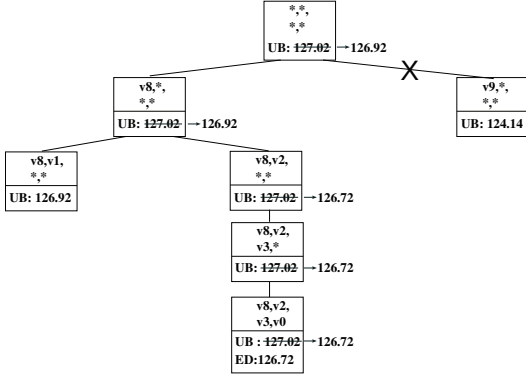 *,*,
*,*
UB: 127.02 →126.92
X
v8,*,
*,*
UB: 127.02 →126.92
v9,*,
*,*
UB: 124.14
v8,v1,
*,*
UB: 126.92
v8,v2,
*,*
UB: 127.02 →126.72
v8,v2,
v3,*
UB: 127.02 →126.72
v8,v2,
v3,v0
UB : 127.02 →126.72
ED:126.72